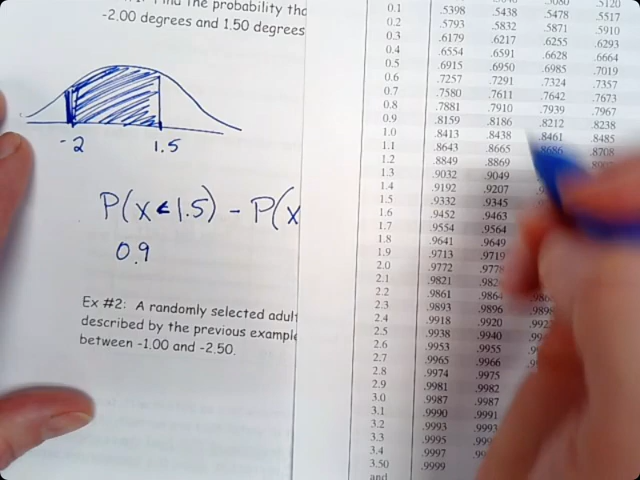 the probability
-2.00 degrees and 1.50 degrees
-2 1.5
P(x < 1.5) - P(x
0.9
Ex #2: A randomly selected adult
described by the previous example
between -1.00 and -2.50.
0.1 .5398 .5438 .5478 .5517
0.2 .5793 .5832 .5871 .5910
0.3 .6179 .6217 .6255 .6293
0.4 .6554 .6591 .6628 .6664
0.5 .6915 .6950 .6985 .7019
0.6 .7257 .7291 .7324 .7357
0.7 .7580 .7611 .7642 .7673
0.8 .7881 .7910 .7939 .7967
0.9 .8159 .8186 .8212 .8238
1.0 .8413 .8438 .8461 .8485
1.1 .8643 .8665 .8686 .8708
1.2 .8849 .8869
1.3 .9032 .9049
1.4 .9192 .9207
1.5 .9332 .9345
1.6 .9452 .9463
1.7 .9554 .9564
1.8 .9641 .9649
1.9 .9713 .9719
2.0 .9772 .9778
2.1 .9821
2.2 .9861 .9864
2.3 .9893 .9896
2.4 .9918 .9920
2.5 .9938 .9940
2.6 .9953 .9955
2.7 .9965 .9966
2.8 .9974 .9975
2.9 .9981 .9982
3.0 .9987 .9987
3.1 .9990 .9991
3.2 .9993 .9993
3.3 .9995
3.4 .9997
3.50 .9999
and